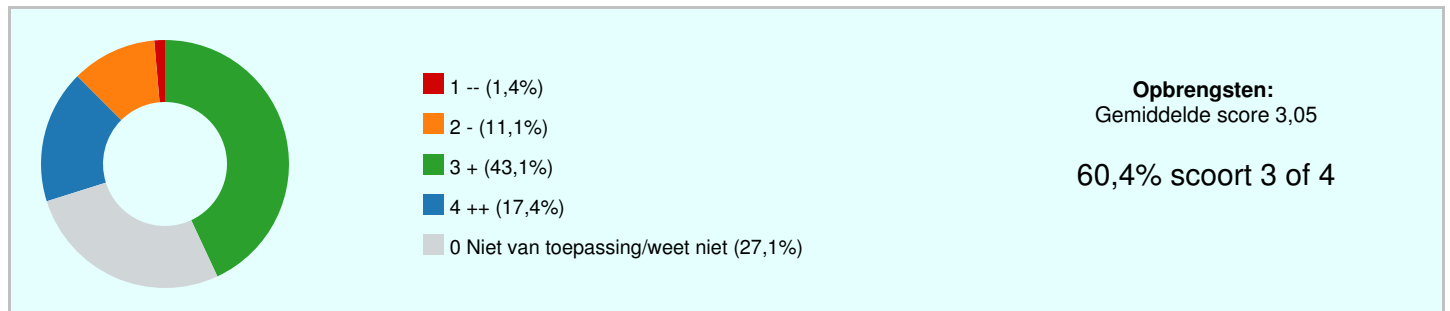 1 -- (1,4%)
2 - (11,1%)
3 + (43,1%)
4 ++ (17,4%)
0 Niet van toepassing/weet niet (27,1%)
Opbrengsten:
Gemiddelde score 3,05
60,4% scoort 3 of 4